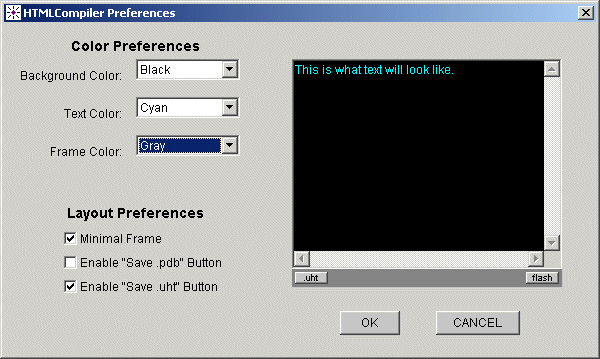 HTMLCompiler Preferences
Color Preferences
Background Color: Black
Text Color: Cyan
Frame Color: Gray
Layout Preferences
Minimal Frame
Enable "Save .pdb" Button
Enable "Save .uht" Button
This is what text will look like.
.uht flash
OK CANCEL